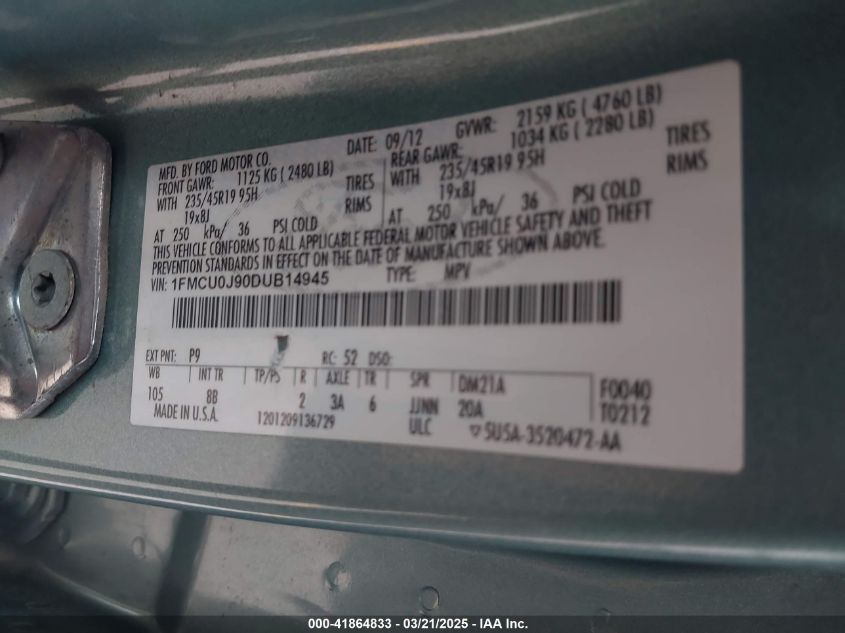 MFD. BY FORD MOTOR CO.
DATE: 09/12 GVWR: 2159 KG ( 4760 LB)
FRONT GAWR: 1125 KG ( 2480 LB)
REAR GAWR: 1034 KG ( 2280 LB)
WITH 235/45R19 95H TIRES
WITH 235/45R19 95H TIRES
19x8J RIMS
19x8J RIMS
AT 250 kPa/ 36 PSI COLD
AT 250 kPa/ 36 PSI COLD
THIS VEHICLE CONFORMS TO ALL APPLICABLE FEDERAL MOTOR VEHICLE SAFETY AND THEFT
PREVENTION STANDARDS IN EFFECT ON THE DATE OF MANUFACTURE SHOWN ABOVE.
VIN: 1FMCU0J90DUB14945 TYPE: MPV
EXT PNT: P9 RC: 52 DSO:
WB INT TR TP/PS R AXLE TR SPR DM21A F0040
105 8B 2 3A 6 JJNN 20A T0212
MADE IN U.S.A. 1201209136729 ULC ▽SU5A-3520472-AA
000-41864833 - 03/21/2025 - IAA Inc.